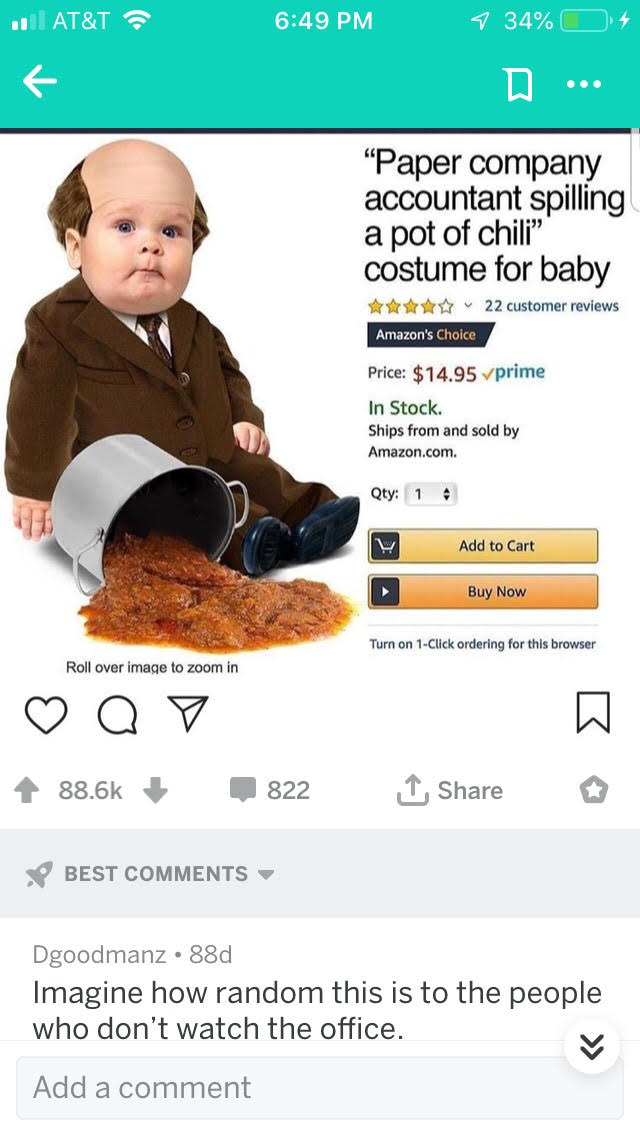 AT&T 6:49 PM 34%
“Paper company
accountant spilling
a pot of chili”
costume for baby
22 customer reviews
Amazon's Choice
Price: $14.95 prime
In Stock.
Ships from and sold by
Amazon.com.
Qty: 1
Add to Cart
Buy Now
Turn on 1-Click ordering for this browser
Roll over image to zoom in
88.6k 822 Share
BEST COMMENTS
Dgoodmanz • 88d
Imagine how random this is to the people
who don’t watch the office.
Add a comment